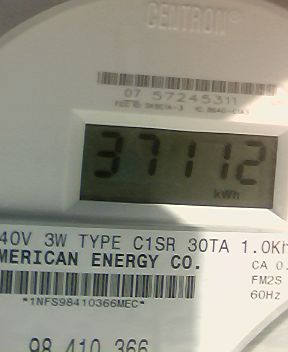 CENTRON®
07 57245311
37112
kWh
40V 3W TYPE C1SR 30TA 1.0Kh
MERICAN ENERGY CO.
CA 0.
FM2S
60Hz
*1NFS98410366MEC*
98 410 366